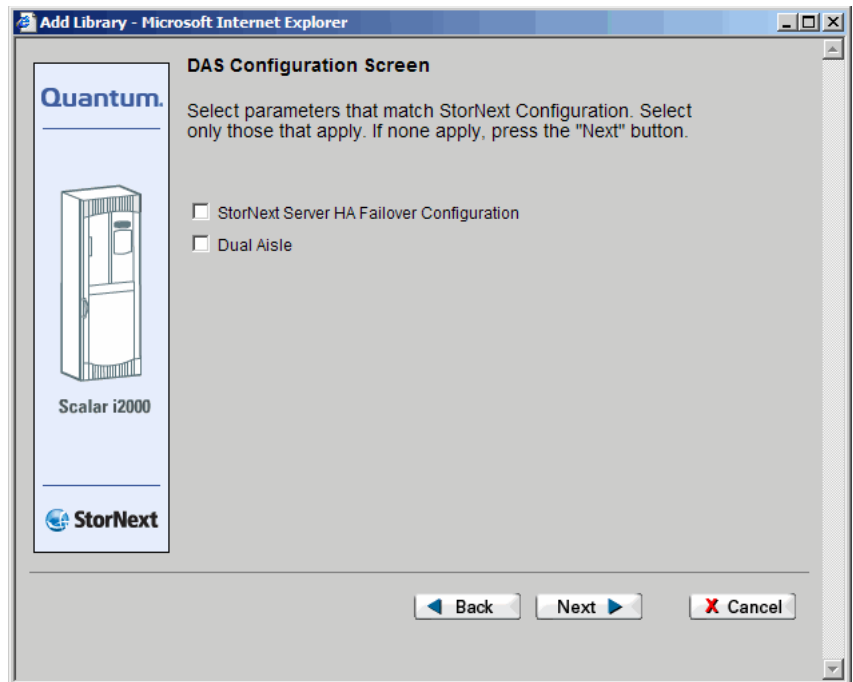 Add Library - Microsoft Internet Explorer
Quantum.
DAS Configuration Screen
Select parameters that match StorNext Configuration. Select
only those that apply. If none apply, press the "Next" button.
StorNext Server HA Failover Configuration
Dual Aisle
Scalar i2000
StorNext
Back
Next
X Cancel